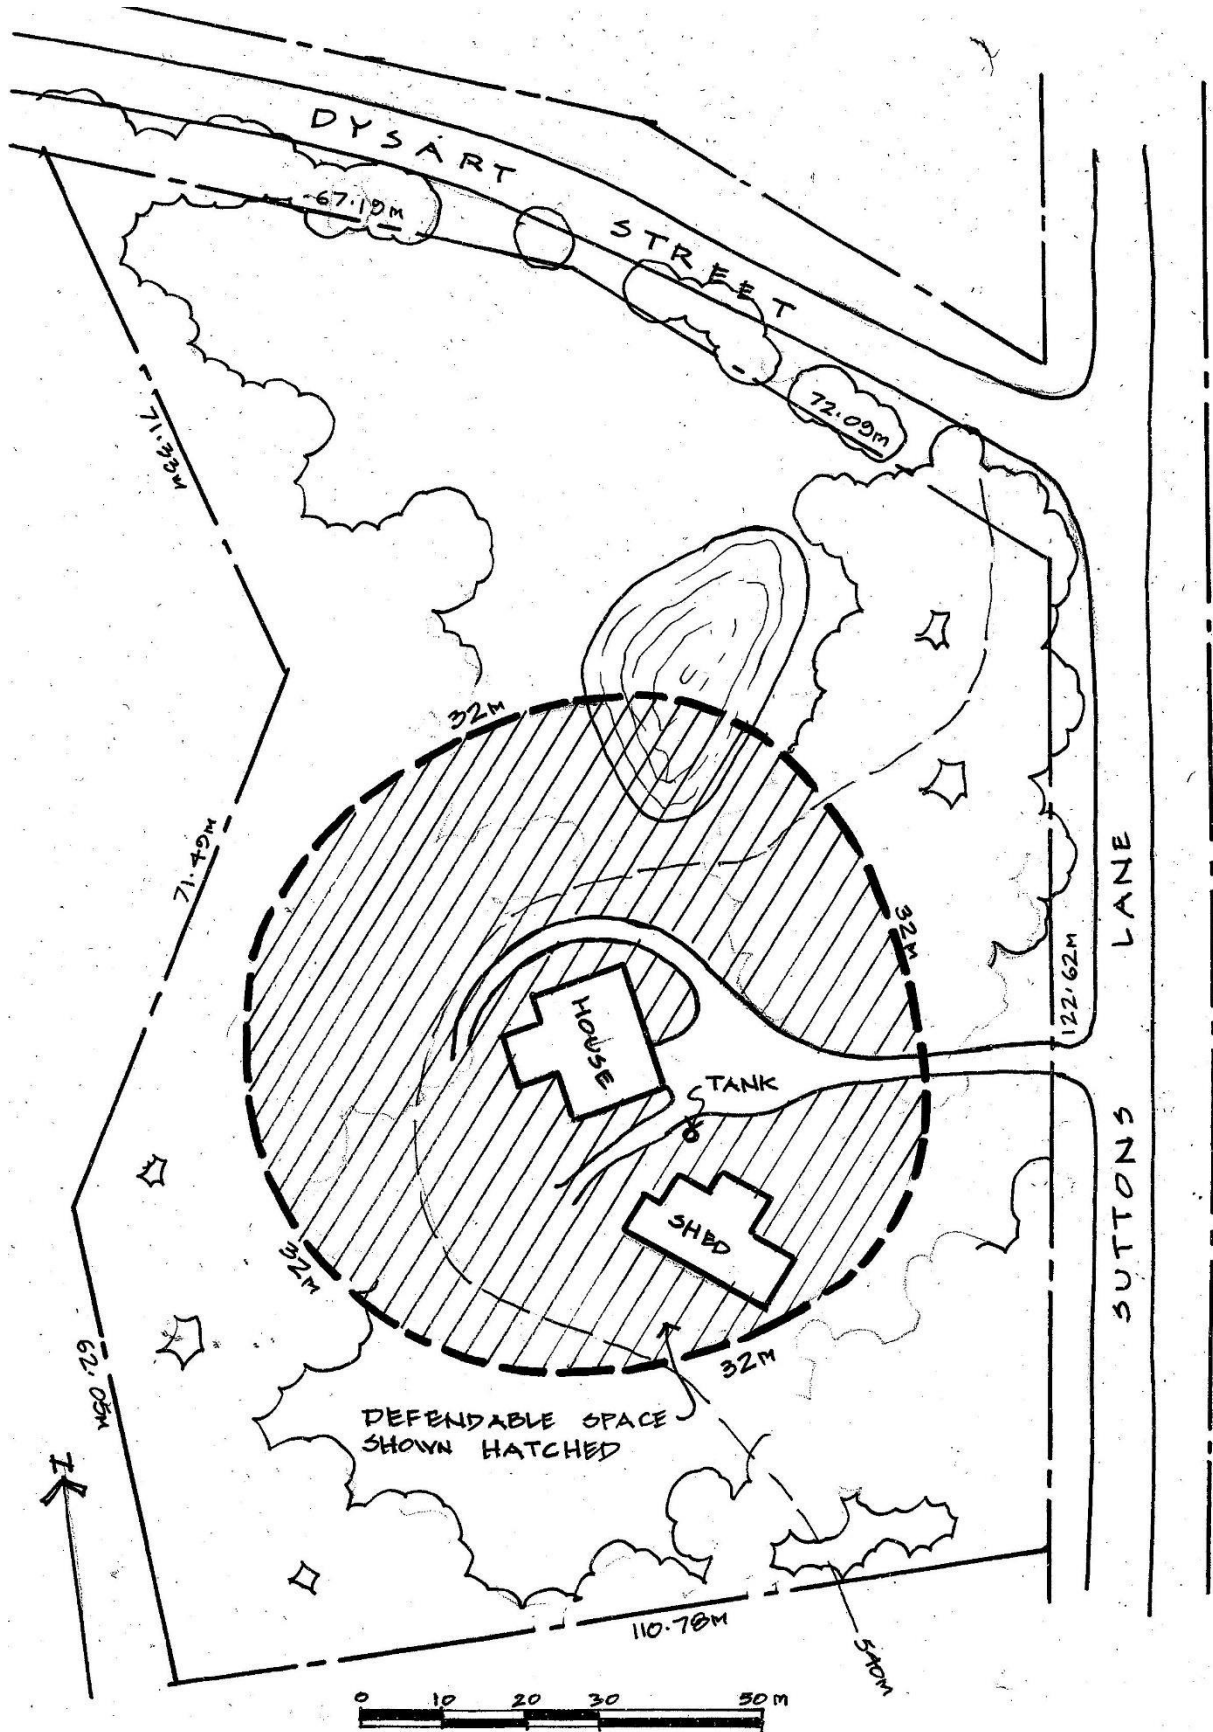 DYSART STREET
67.19M
72.09M
71.33M
32M
71.49M
32M
LANE
122.62M
HOUSE
TANK
SUTTONS
SHED
32M
32M
62.05M
DEFENDABLE SPACE
SHOWN HATCHED
110.78M
540M
0 10 20 30 50 m